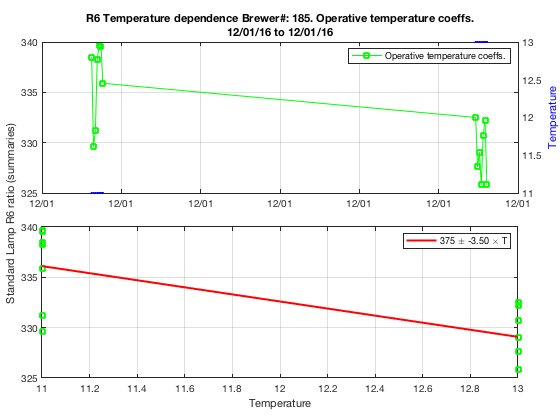 R6 Temperature dependence Brewer#: 185. Operative temperature coeffs.
12/01/16 to 12/01/16
340
335
330
325
13
12.5
12
11.5
11
Operative temperature coeffs.
Temperature
12/01 12/01 12/01 12/01 12/01 12/01 12/01
Standard Lamp R6 ratio (summaries)
340
335
330
325
375 ± -3.50 × T
11 11.2 11.4 11.6 11.8 12 12.2 12.4 12.6 12.8 13
Temperature